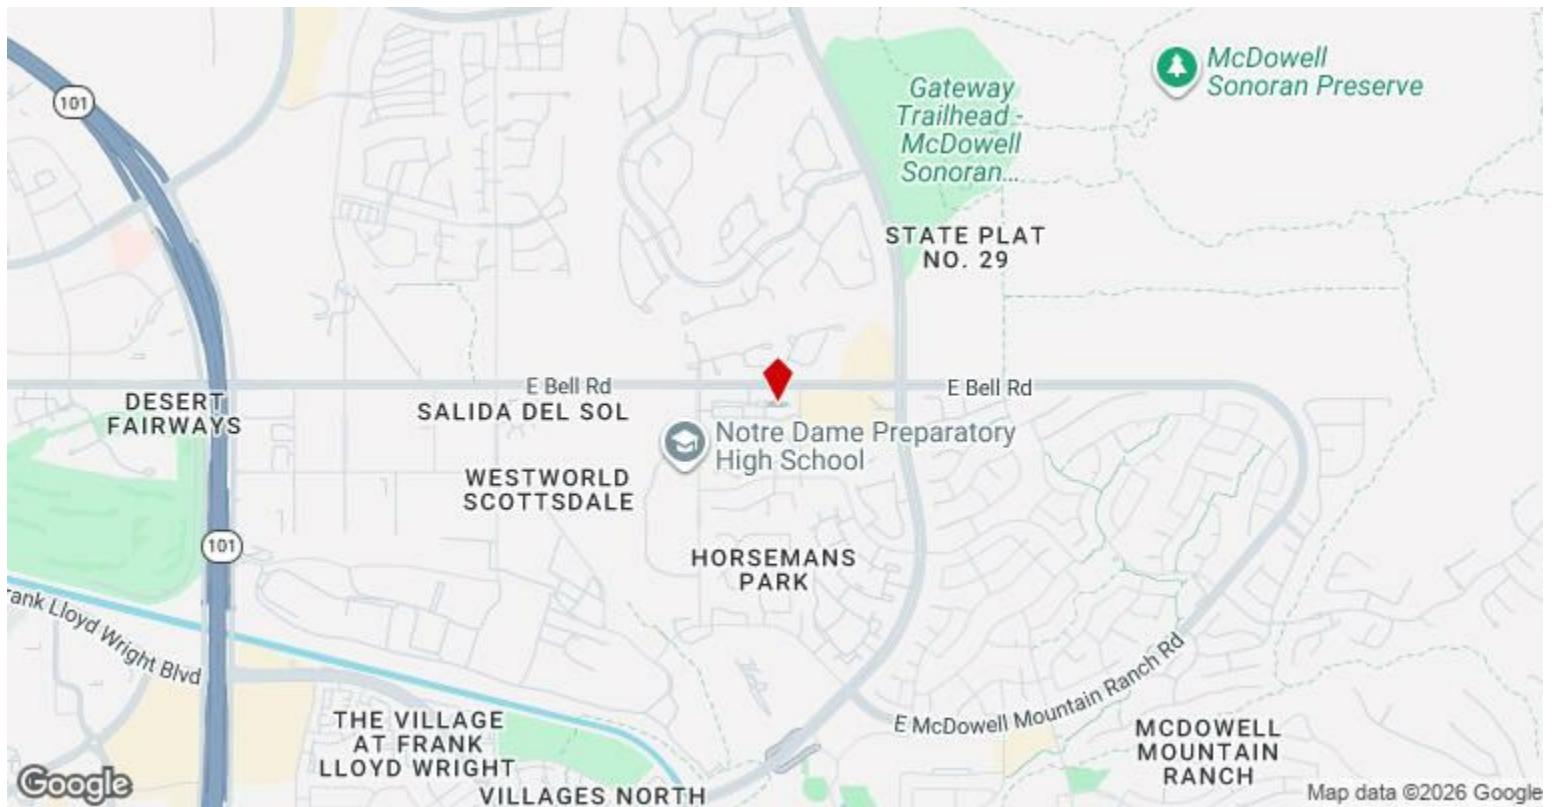 101
McDowell
Sonoran Preserve
Gateway
Trailhead -
McDowell
Sonoran...
STATE PLAT
NO. 29
E Bell Rd
E Bell Rd
DESERT
FAIRWAYS
SALIDA DEL SOL
Notre Dame Preparatory
High School
WESTWORLD
SCOTTSDALE
101
HORSEMANS
PARK
rank Lloyd Wright Blvd
E McDowell Mountain Ranch Rd
THE VILLAGE
AT FRANK
LLOYD WRIGHT
MCDOWELL
MOUNTAIN
RANCH
VILLAGES NORTH
Google
Map data ©2026 Google